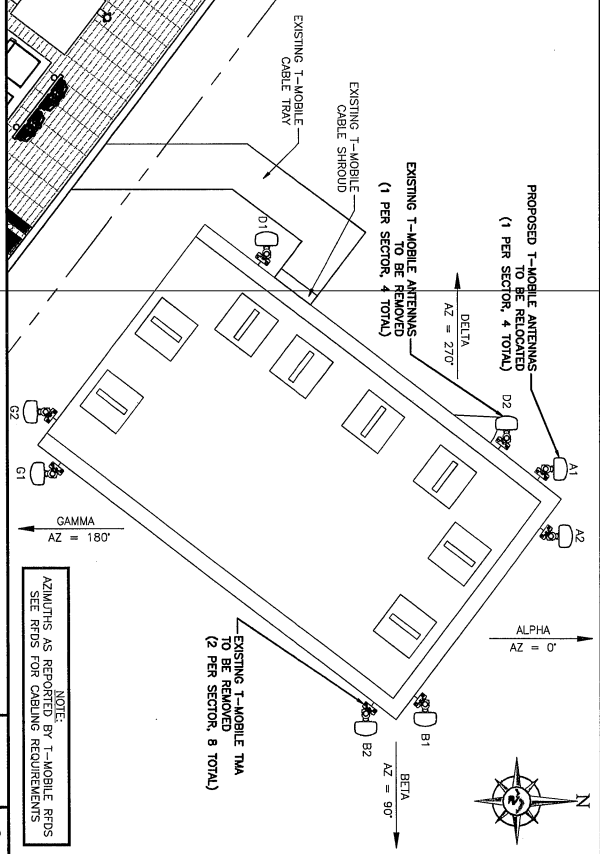 EXISTING T-MOBILE
CABLE TRAY
EXISTING T-MOBILE
CABLE SHROUD
EXISTING T-MOBILE ANTENNAS
TO BE REMOVED
(1 PER SECTOR, 4 TOTAL)
PROPOSED T-MOBILE ANTENNAS
TO BE RELOCATED
(1 PER SECTOR, 4 TOTAL)
DELTA
AZ = 270°
D1
D2
A1
A2
ALPHA
AZ = 0°
G2
G1
GAMMA
AZ = 180°
B1
B2
BETA
AZ = 90°
EXISTING T-MOBILE TMA
TO BE REMOVED
(2 PER SECTOR, 8 TOTAL)
N
NOTE:
AZIMUTHS AS REPORTED BY T-MOBILE RFDS
SEE RFDS FOR CABLING REQUIREMENTS